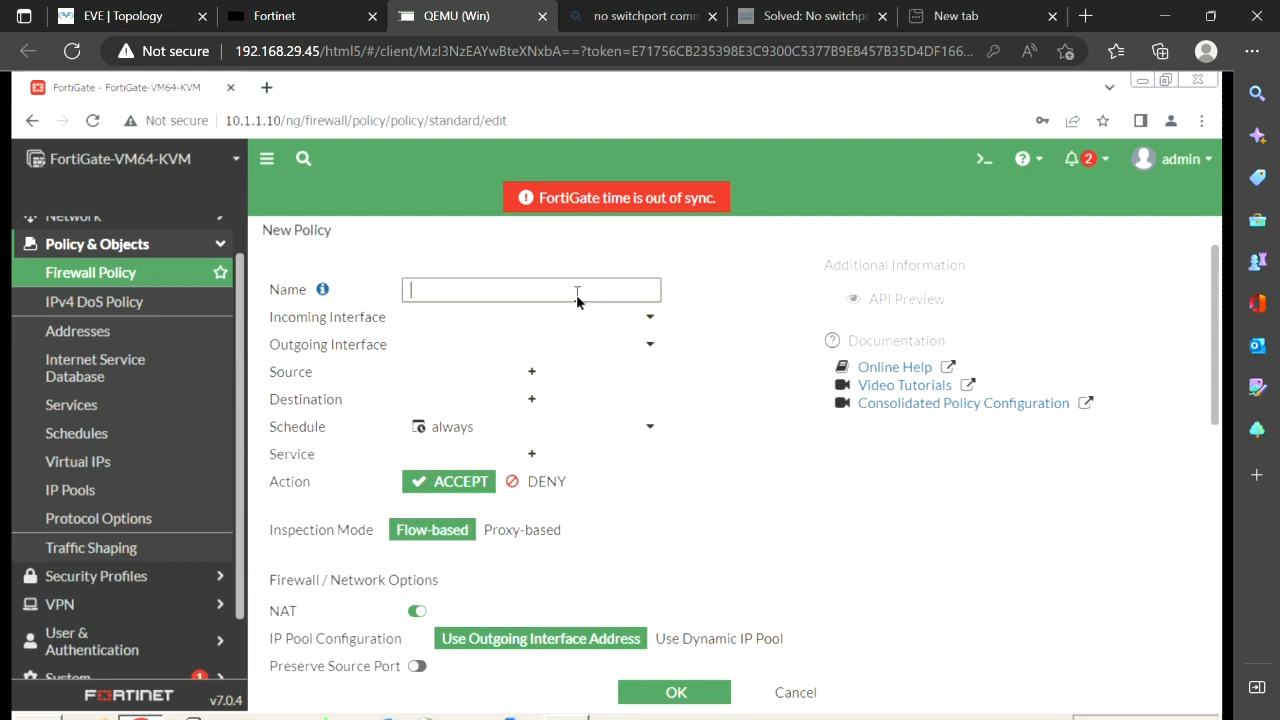 EVE | Topology
Fortinet
QEMU (Win)
no switchport comm
Solved: No switchpo
New tab
Not secure
192.168.29.45/html5/#/client/MzI3NzEAYwBteXNxbA==?token=E71756CB235398E3C9300C5377B9E8457B35D4DF166...
FortiGate - FortiGate-VM64-KVM
Not secure
10.1.1.10/ng/firewall/policy/policy/standard/edit
FortiGate-VM64-KVM
2
admin
FortiGate time is out of sync.
Network
Policy & Objects
Firewall Policy
IPv4 DoS Policy
Addresses
Internet Service
Database
Services
Schedules
Virtual IPs
IP Pools
Protocol Options
Traffic Shaping
Security Profiles
VPN
User &
Authentication
System
1
FORTINET
v7.0.4
New Policy
Name
Incoming Interface
Outgoing Interface
Source
Destination
Schedule
always
Service
Action
ACCEPT
DENY
Inspection Mode
Flow-based
Proxy-based
Firewall / Network Options
NAT
IP Pool Configuration
Use Outgoing Interface Address
Use Dynamic IP Pool
Preserve Source Port
OK
Cancel
Additional Information
API Preview
Documentation
Online Help
Video Tutorials
Consolidated Policy Configuration